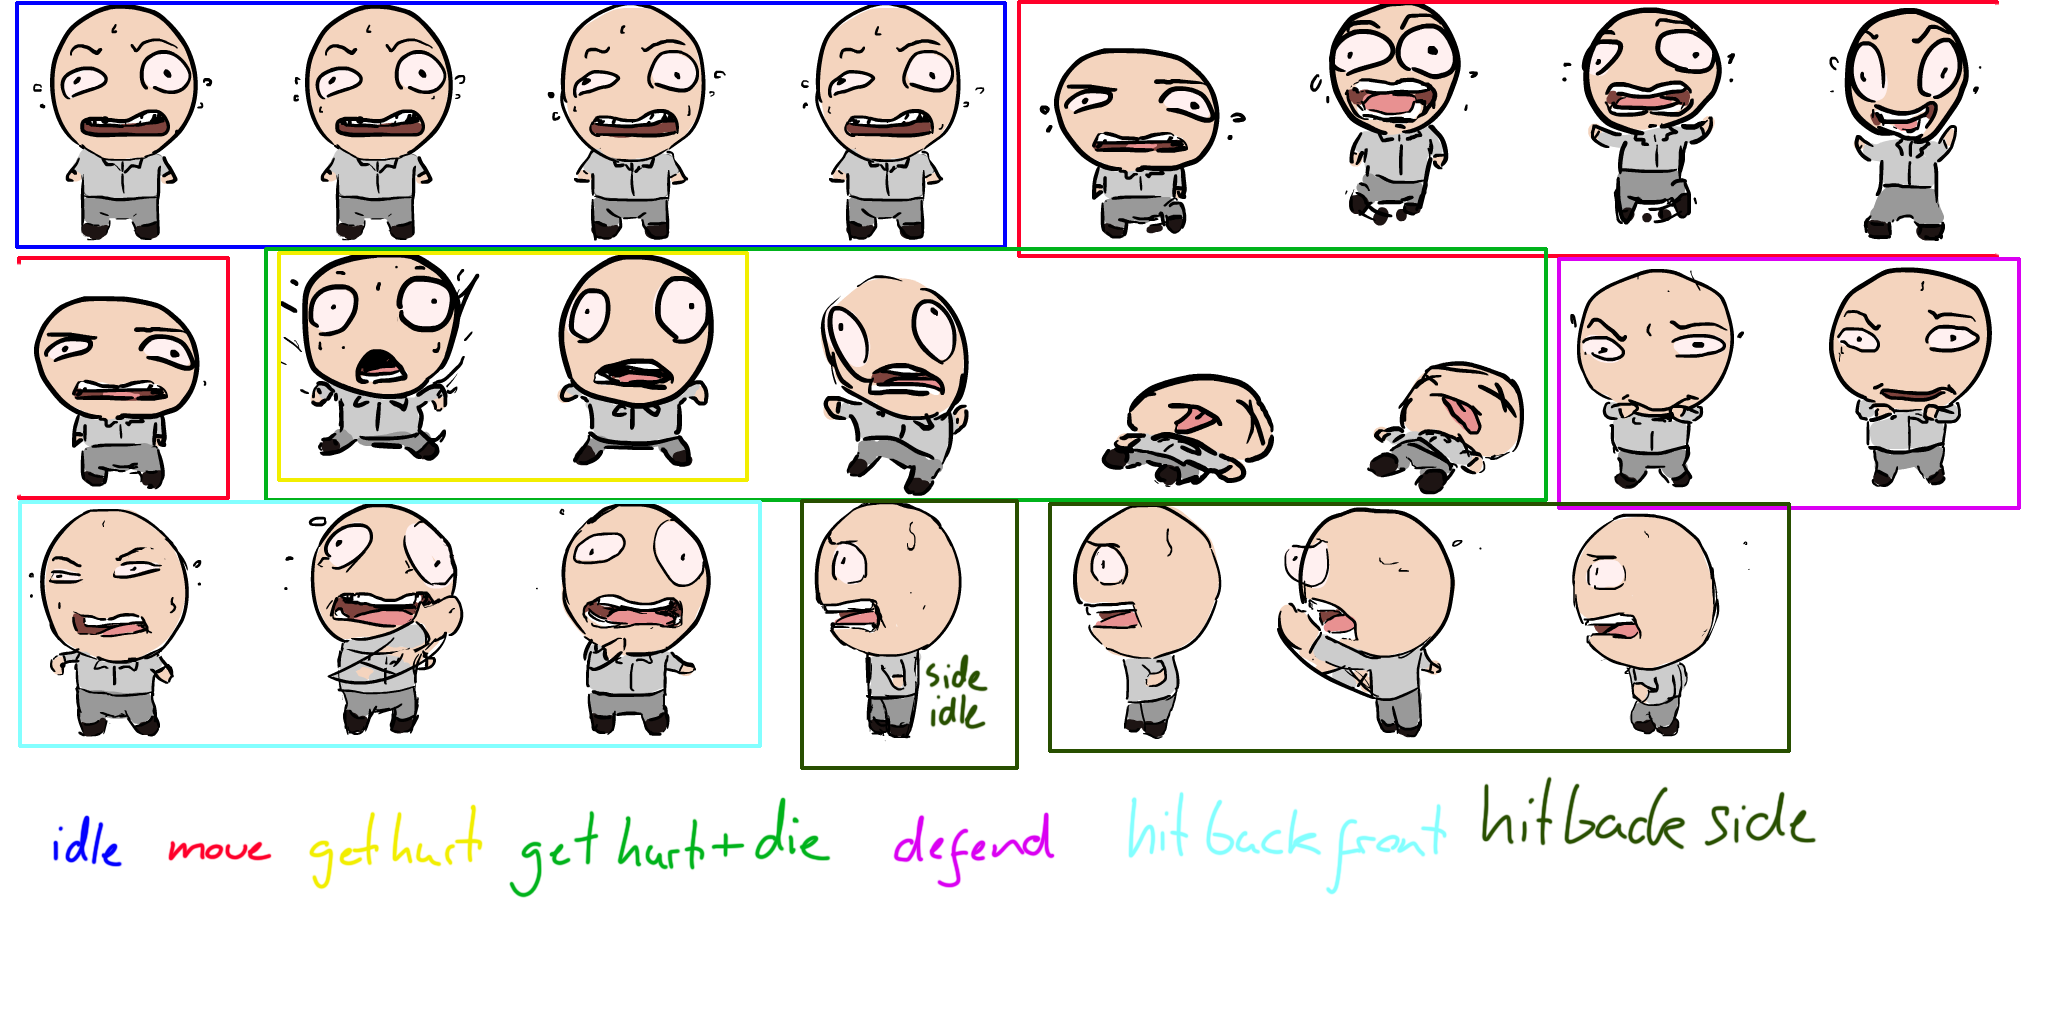 side
idle
idle move get hurt get hurt + die defend hit back front hit back side